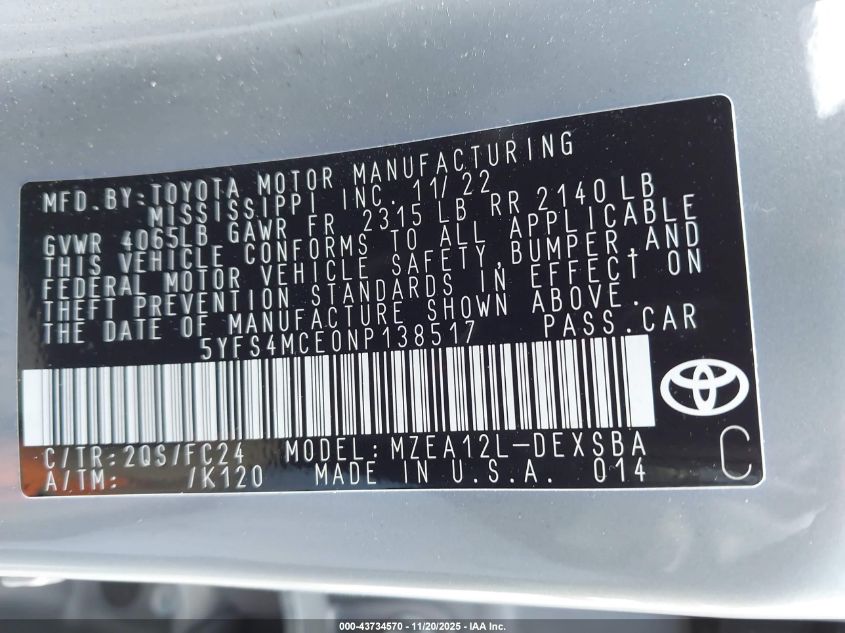 MFD.BY:TOYOTA MOTOR MANUFACTURING
MISSISSIPPI INC. 11/22
GVWR 4065LB GAWR FR 2315 LB RR 2140LB
THIS VEHICLE CONFORMS TO ALL APPLICABLE
FEDERAL MOTOR VEHICLE SAFETY,BUMPER,AND
THEFT PREVENTION STANDARDS IN EFFECT ON
THE DATE OF MANUFACTURE SHOWN ABOVE.
5YFS4MCE0NP138517 PASS.CAR
C/TR:2QS/FC24 MODEL:MZEA12L-DEXSBA
A/TM: /K120 MADE IN U.S.A. 014
C
000-43734570 - 11/20/2025 - IAA Inc.